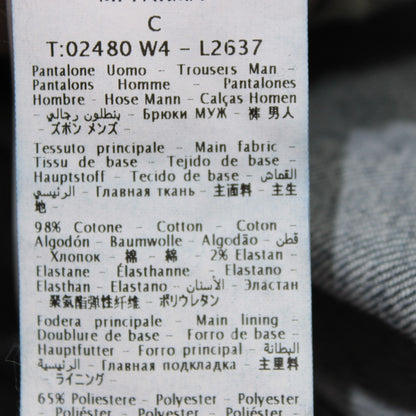 C
T:02480 W4 – L2637
Pantalone Uomo – Trousers Man –
Pantalons Homme – Pantalones
Hombre – Hose Mann – Calças Homen
– بنطلون رجالي – Брюки МУЖ – 裤 男人
– ズボン メンズ –
Tessuto principale – Main fabric –
Tissu de base – Tejido de base –
Hauptstoff – Tecido de base – القماش
الرئيسي – Главная ткань – 主面料 – 主生
地
98% Cotone – Cotton – Coton –
Algodón – Baumwolle – Algodão – قطن
– Хлопок – 棉 – 綿 – 2% Elastan
Elastane – Élasthanne – Elastano –
Elasthan – Elastano – الأستان – Эластан
– 聚氨酯弹性纤维 – ポリウレタン
Fodera principale – Main lining –
Doublure de base – Forro de base –
Hauptfutter – Forro principal – البطانة
الرئيسية – Главная подкладка – 主里料
– ライニング –
65% Poliestere – Polyester –
Polyester – Poliéster – Polyester –